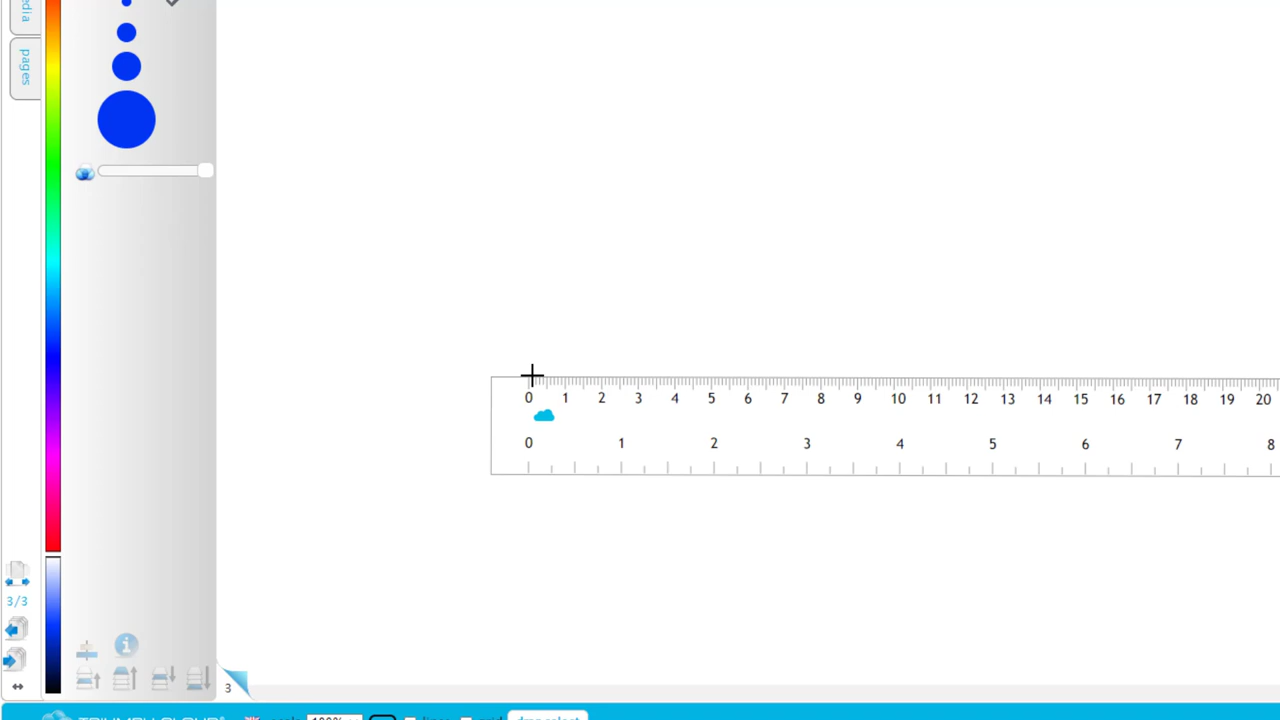 dia
pages
0 1 2 3 4 5 6 7 8 9 10 11 12 13 14 15 16 17 18 19 20
0 1 2 3 4 5 6 7 8
3/3
3